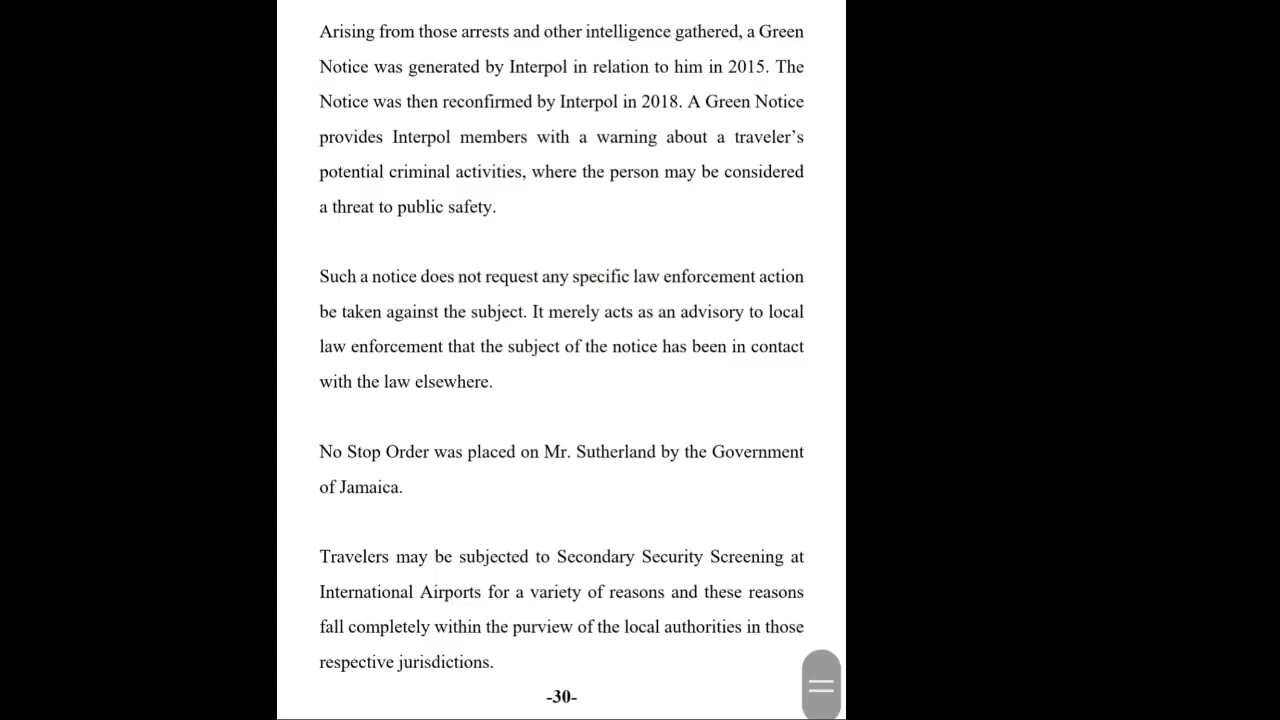 Arising from those arrests and other intelligence gathered, a Green
Notice was generated by Interpol in relation to him in 2015. The
Notice was then reconfirmed by Interpol in 2018. A Green Notice
provides Interpol members with a warning about a traveler’s
potential criminal activities, where the person may be considered
a threat to public safety.
Such a notice does not request any specific law enforcement action
be taken against the subject. It merely acts as an advisory to local
law enforcement that the subject of the notice has been in contact
with the law elsewhere.
No Stop Order was placed on Mr. Sutherland by the Government
of Jamaica.
Travelers may be subjected to Secondary Security Screening at
International Airports for a variety of reasons and these reasons
fall completely within the purview of the local authorities in those
respective jurisdictions.
-30-